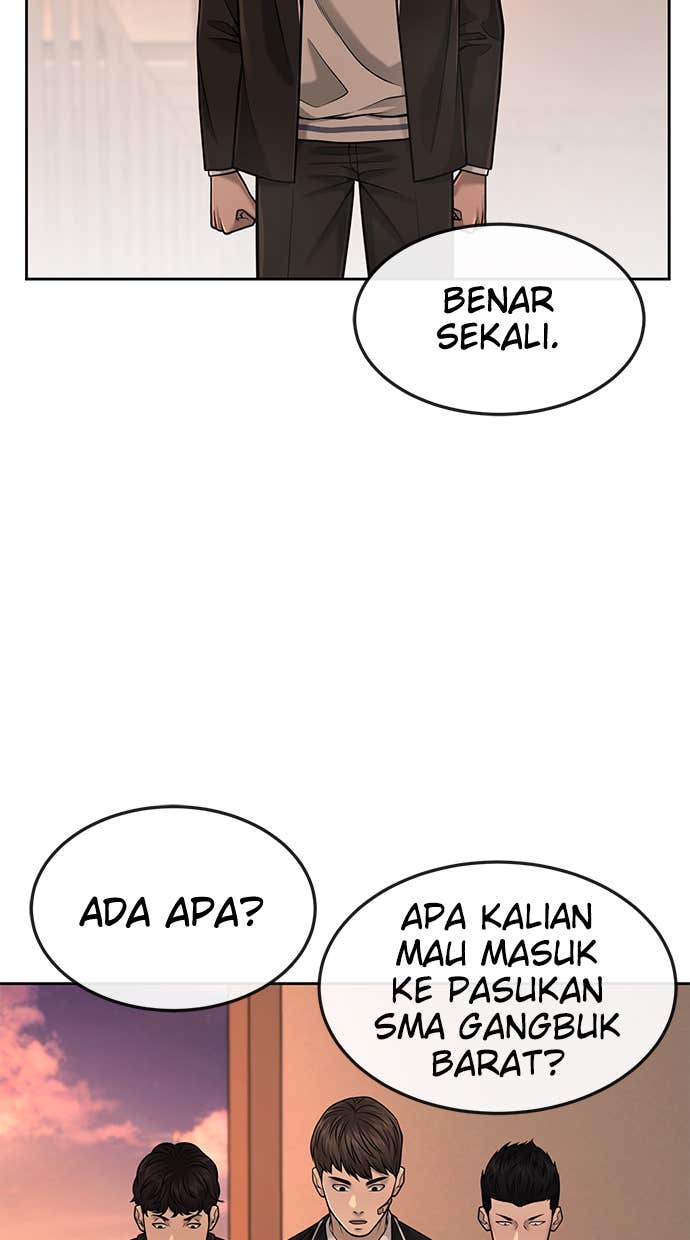 BENAR
SEKALI.
ADA APA?
APA KALIAN
MAU MASUK
KE PASUKAN
SMA GANGBUK
BARAT?